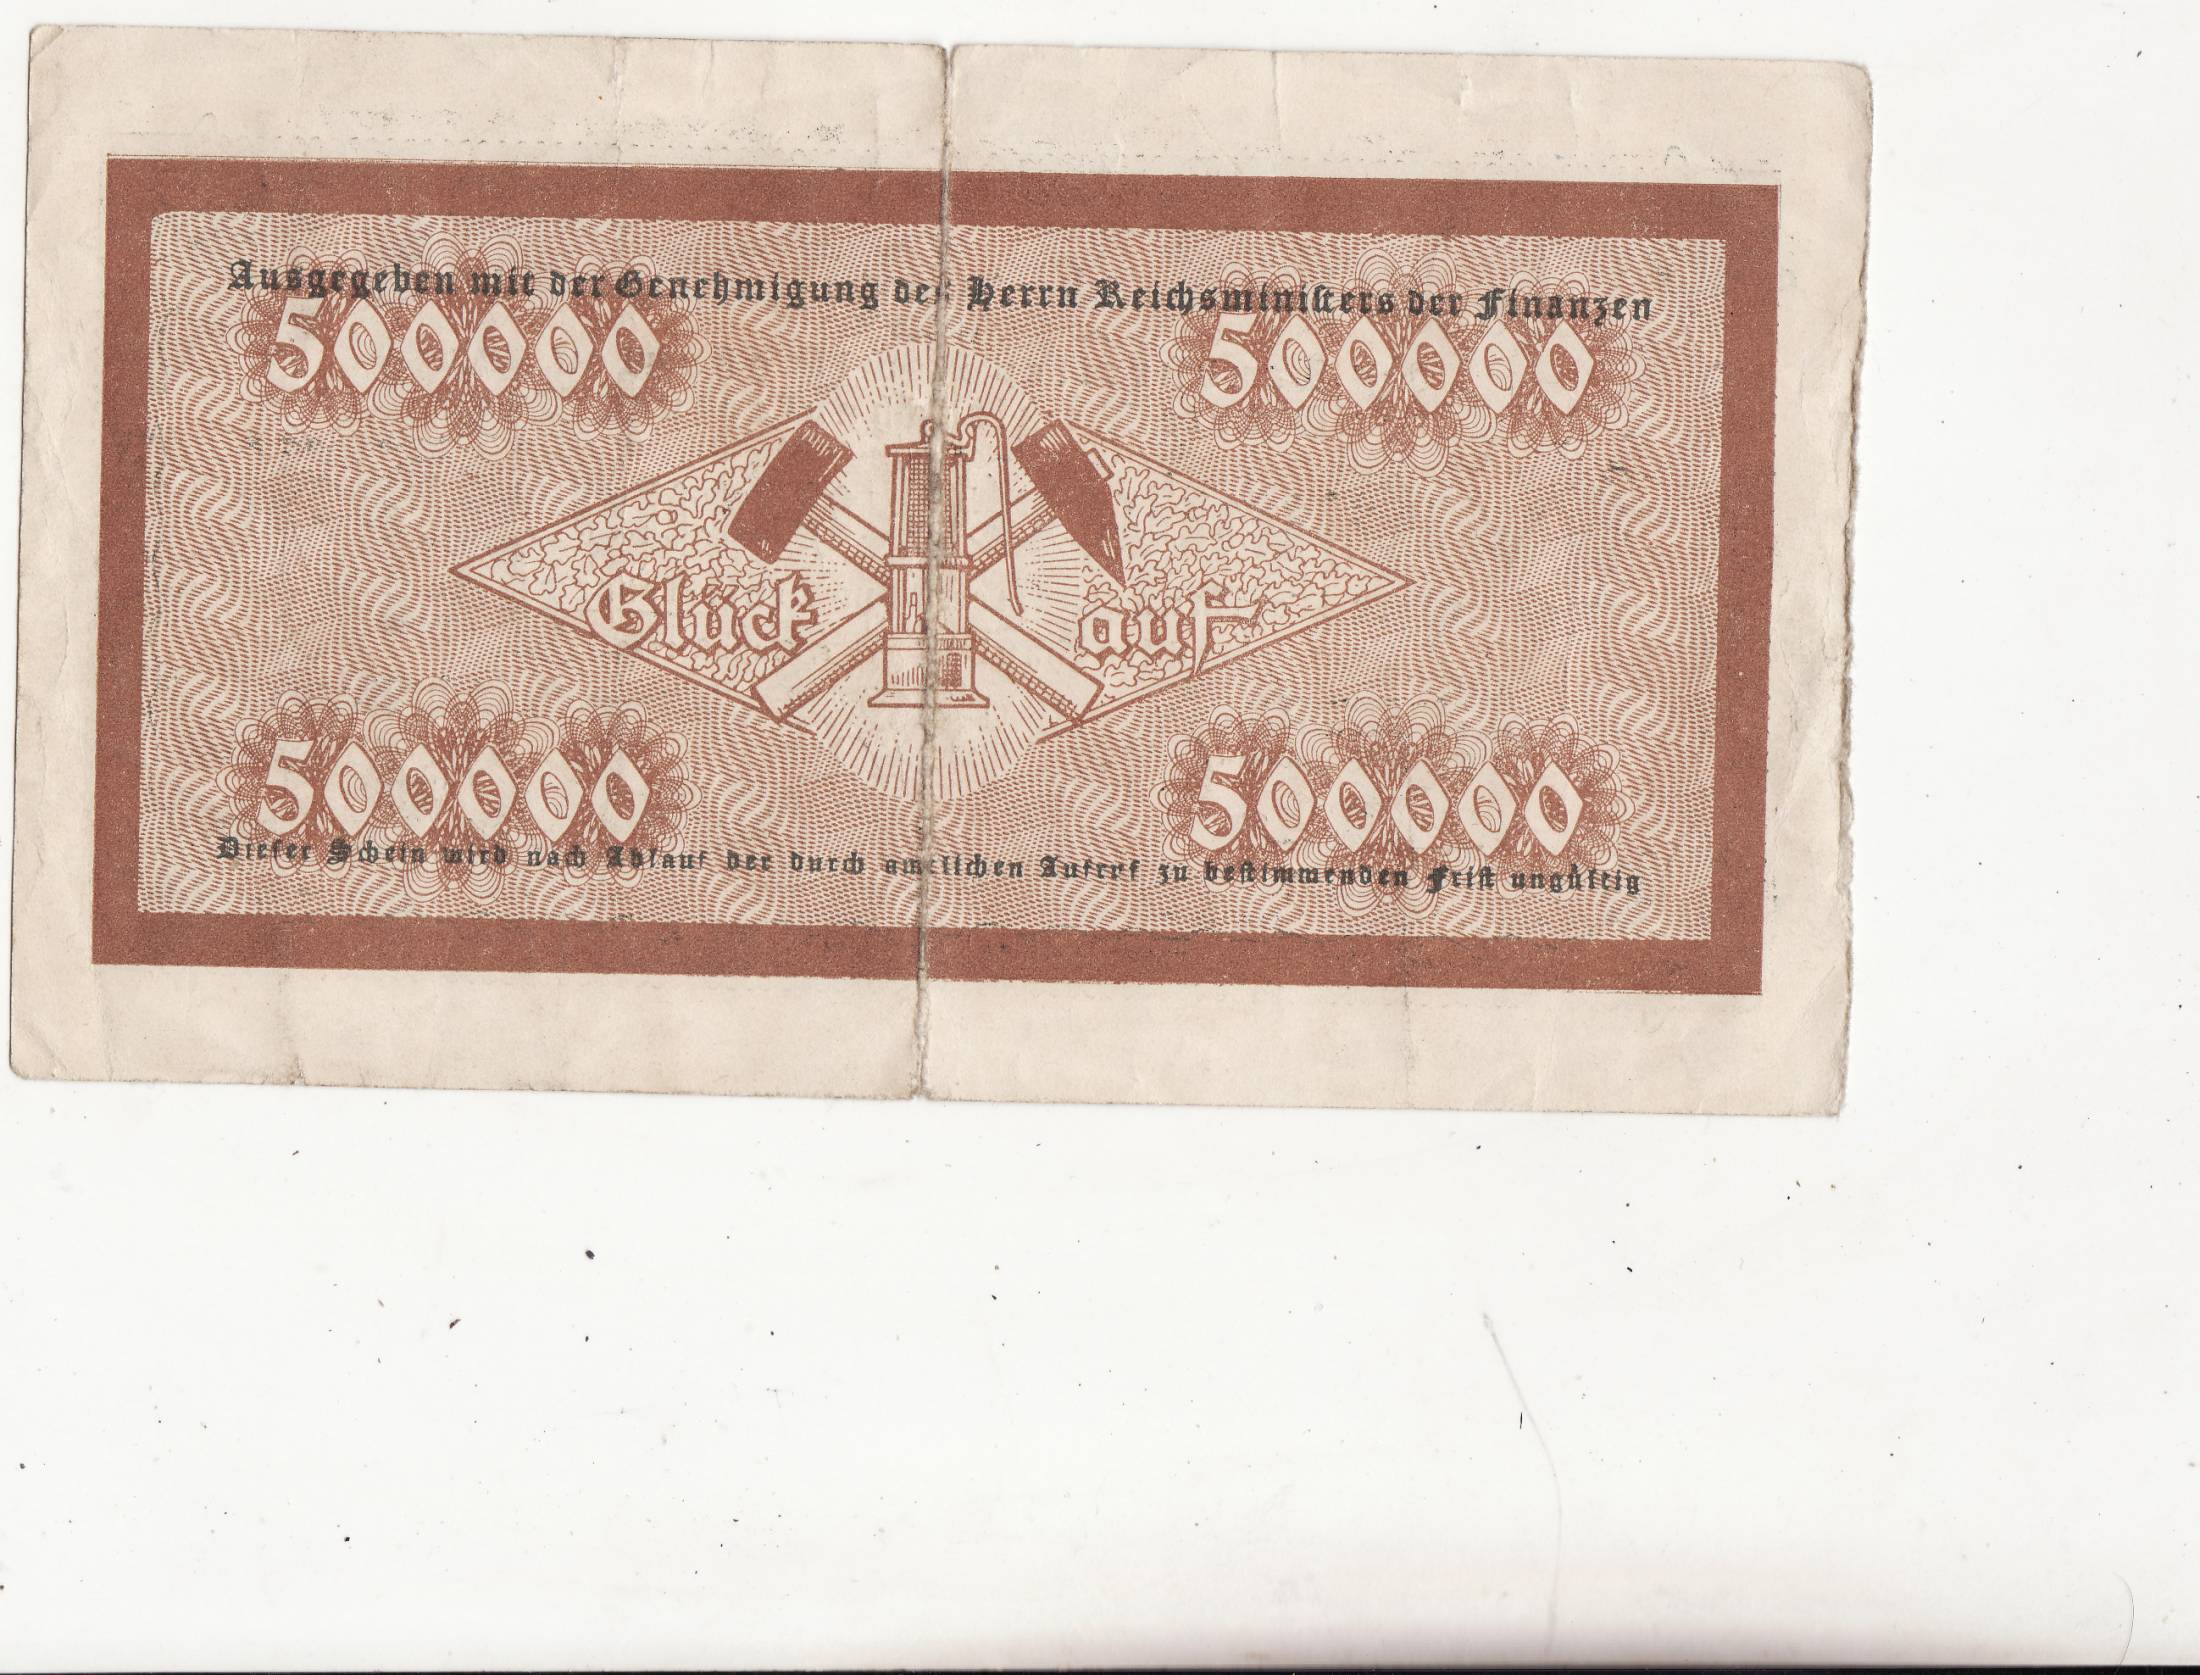 Ausgegeben mit der Genehmigung des Herrn Reichsministers der Finanzen
500000 500000
Glück auf
500000 500000
Dieser Schein wird nach Ablauf der durch amtlichen Aufruf zu bestimmenden Frist ungültig